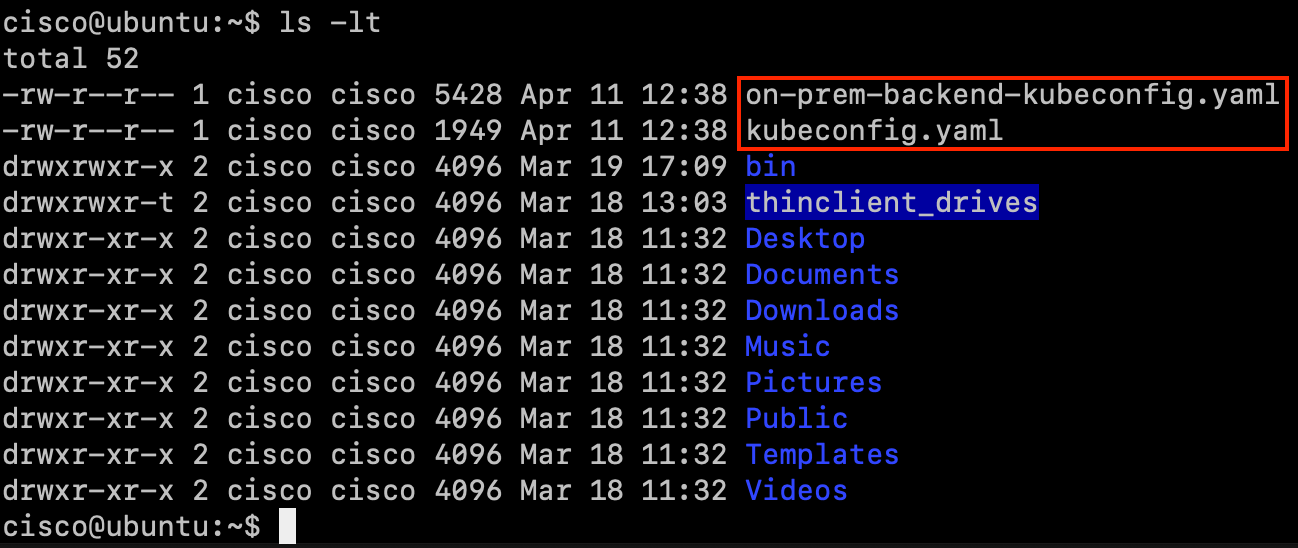 cisco@ubuntu:~$ ls -lt
total 52
-rw-r--r-- 1 cisco cisco 5428 Apr 11 12:38 on-prem-backend-kubeconfig.yaml
-rw-r--r-- 1 cisco cisco 1949 Apr 11 12:38 kubeconfig.yaml
drwxrwxr-x 2 cisco cisco 4096 Mar 19 17:09 bin
drwxrwxr-t 2 cisco cisco 4096 Mar 18 13:03 thinclient_drives
drwxr-xr-x 2 cisco cisco 4096 Mar 18 11:32 Desktop
drwxr-xr-x 2 cisco cisco 4096 Mar 18 11:32 Documents
drwxr-xr-x 2 cisco cisco 4096 Mar 18 11:32 Downloads
drwxr-xr-x 2 cisco cisco 4096 Mar 18 11:32 Music
drwxr-xr-x 2 cisco cisco 4096 Mar 18 11:32 Pictures
drwxr-xr-x 2 cisco cisco 4096 Mar 18 11:32 Public
drwxr-xr-x 2 cisco cisco 4096 Mar 18 11:32 Templates
drwxr-xr-x 2 cisco cisco 4096 Mar 18 11:32 Videos
cisco@ubuntu:~$